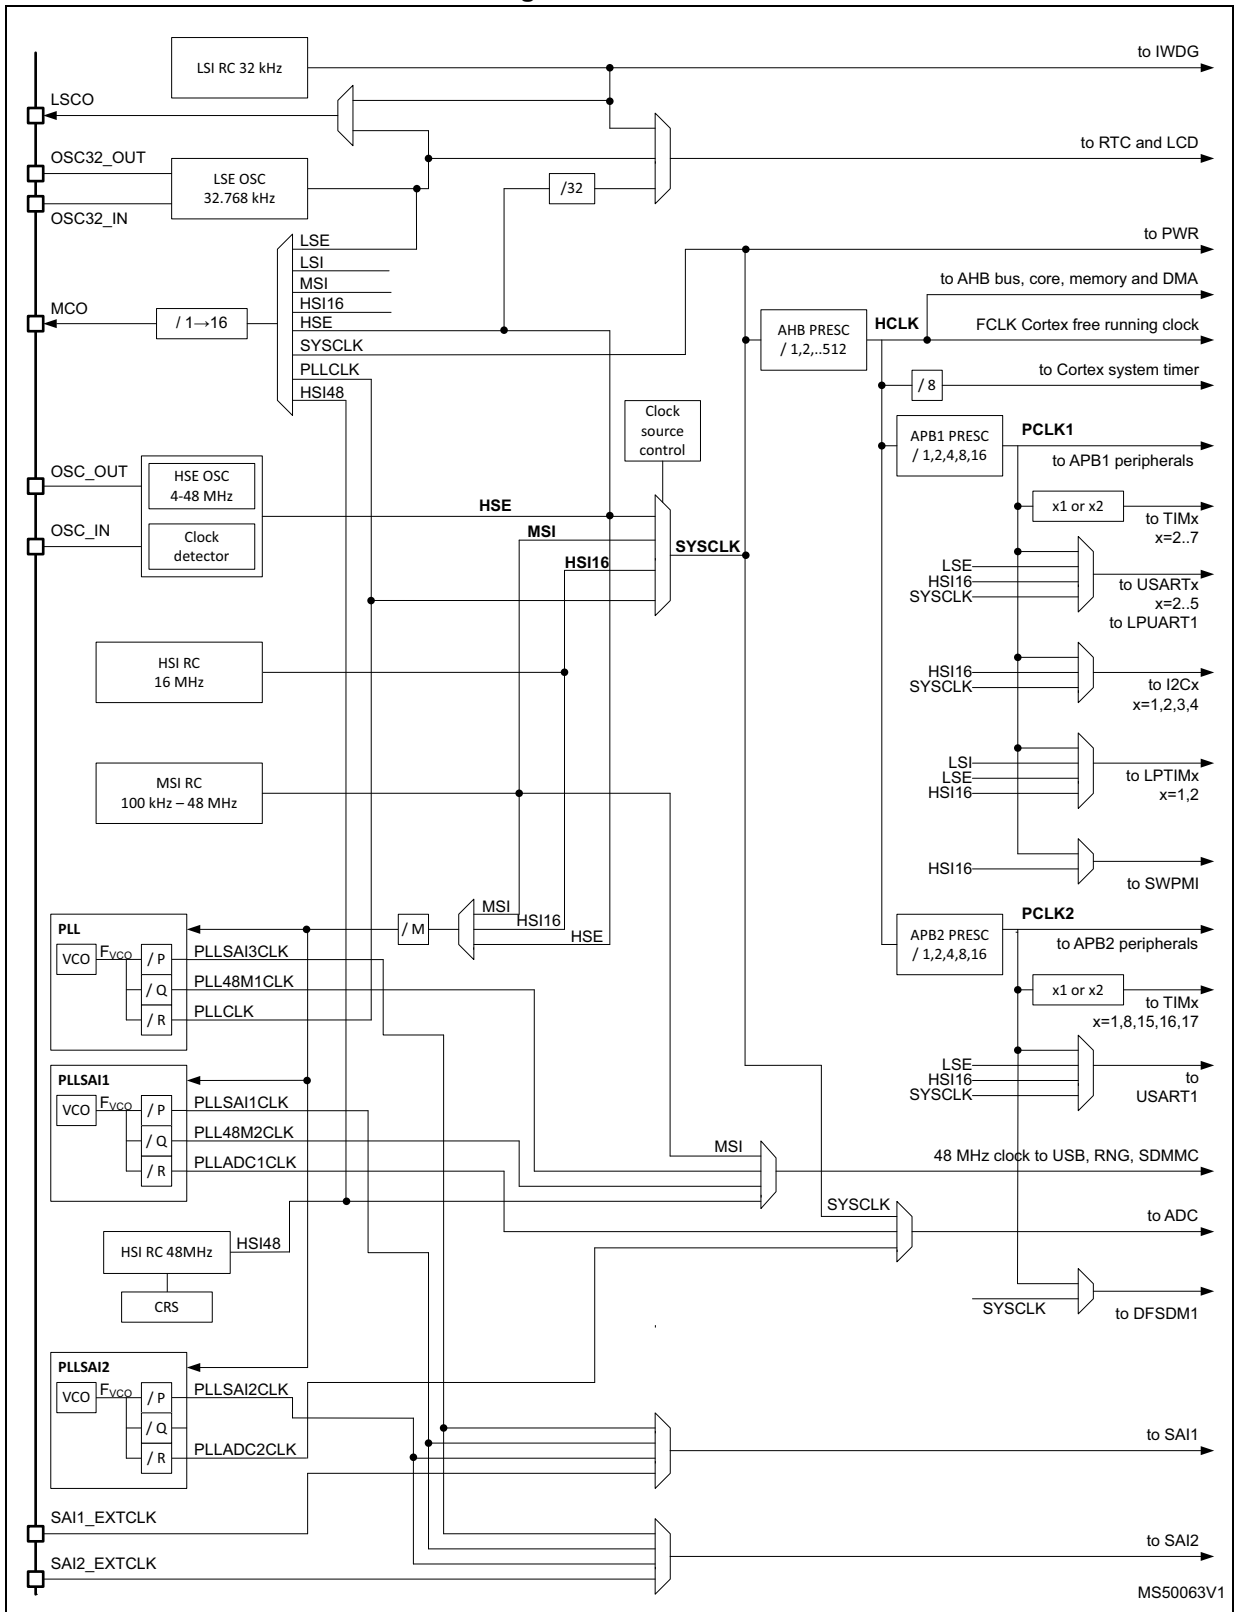 LSI RC 32 kHz
to IWDG
LSCO
OSC32_OUT
to RTC and LCD
LSE OSC
32.768 kHz
/32
OSC32_IN
LSE
to PWR
LSI
MSI
to AHB bus, core, memory and DMA
HSI16
MCO
/ 1→16
HSE
AHB PRESC
/ 1,2,..512
HCLK
FCLK Cortex free running clock
SYSCLK
PLLCLK
to Cortex system timer
/ 8
HSI48
Clock
source
control
APB1 PRESC
/ 1,2,4,8,16
PCLK1
to APB1 peripherals
OSC_OUT
HSE OSC
4-48 MHz
HSE
x1 or x2
to TIMx
x=2..7
OSC_IN
Clock
detector
MSI
SYSCLK
HSI16
LSE
HSI16
SYSCLK
to USARTx
x=2..5
to LPUART1
HSI RC
16 MHz
HSI16
SYSCLK
to I2Cx
x=1,2,3,4
MSI RC
100 kHz – 48 MHz
LSI
LSE
HSI16
to LPTIMx
x=1,2
HSI16
to SWPMI
MSI
HSI16
HSE
/ M
PCLK2
APB2 PRESC
/ 1,2,4,8,16
to APB2 peripherals
PLL
VCO
FVCO
/ P
PLLSAI3CLK
/ Q
PLL48M1CLK
/ R
PLLCLK
x1 or x2
to TIMx
x=1,8,15,16,17
PLLSAI1
VCO
FVCO
/ P
PLLSAI1CLK
/ Q
PLL48M2CLK
/ R
PLLADC1CLK
LSE
HSI16
SYSCLK
to
USART1
MSI
48 MHz clock to USB, RNG, SDMMC
SYSCLK
to ADC
HSI RC 48MHz
HSI48
CRS
SYSCLK
to DFSDM1
PLLSAI2
VCO
FVCO
/ P
PLLSAI2CLK
/ Q
/ R
PLLADC2CLK
to SAI1
SAI1_EXTCLK
to SAI2
SAI2_EXTCLK
MS50063V1